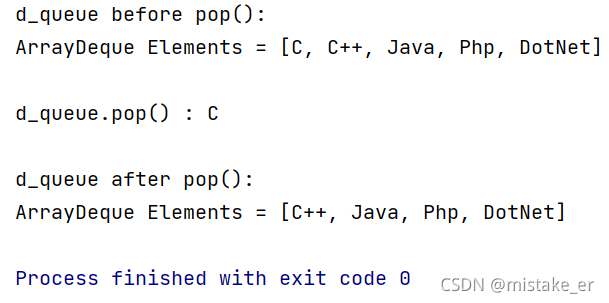 d_queue before pop():
ArrayDeque Elements = [C, C++, Java, Php, DotNet]
d_queue.pop() : C
d_queue after pop():
ArrayDeque Elements = [C++, Java, Php, DotNet]
Process finished with exit code 0
CSDN @mistake_er